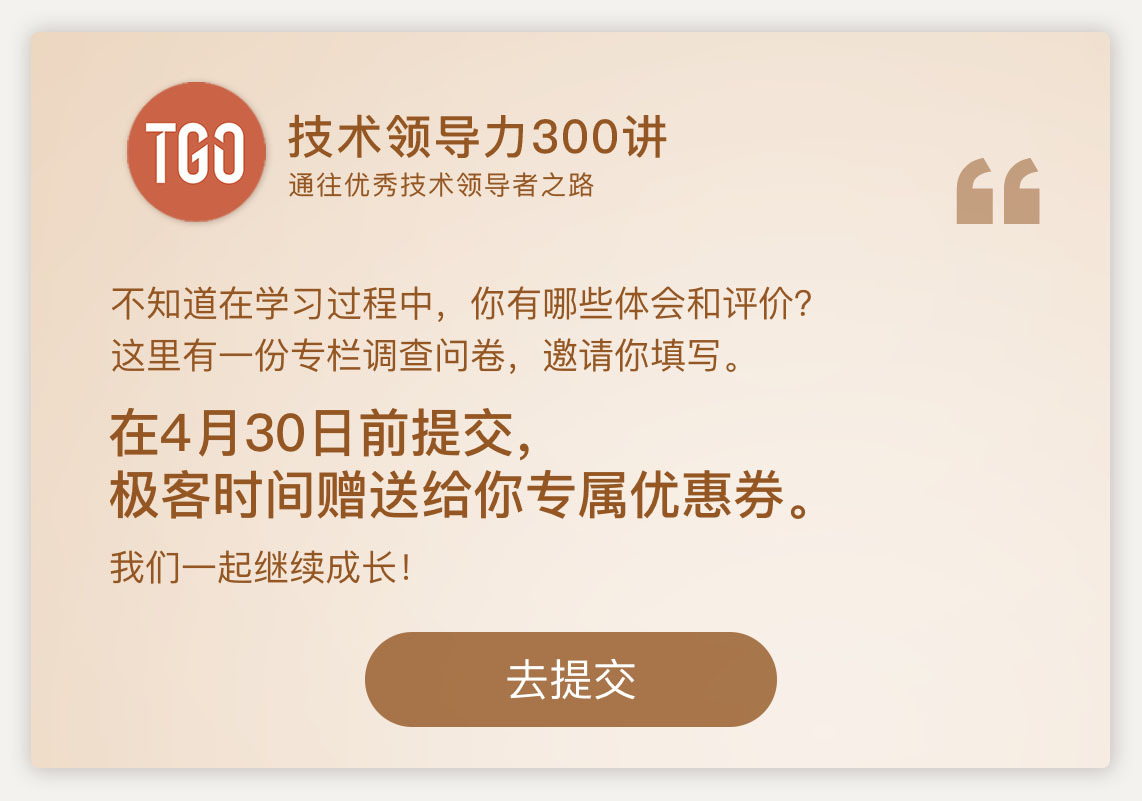 TGO
技术领导力300讲
通往优秀技术领导者之路
不知道在学习过程中，你有哪些体会和评价？
这里有一份专栏调查问卷，邀请你填写。
在4月30日前提交，
极客时间赠送给你专属优惠券。
我们一起继续成长！
去提交